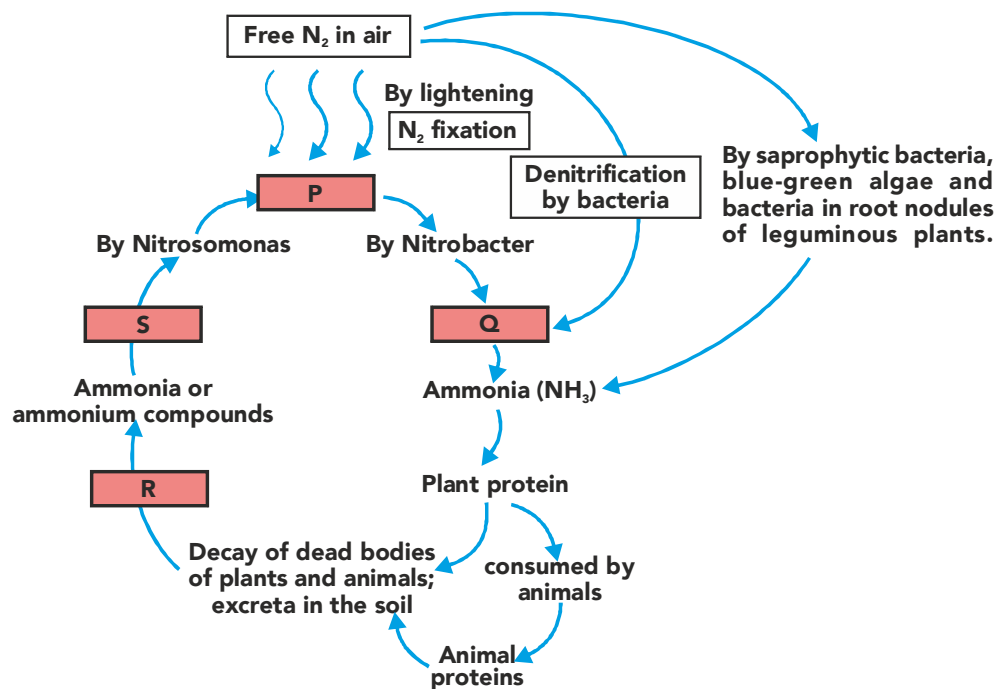 Free N₂ in air
By lightening
N₂ fixation
Denitrification
by bacteria
By saprophytic bacteria,
blue-green algae and
bacteria in root nodules
of leguminous plants.
P
By Nitrosomonas
By Nitrobacter
S
Q
Ammonia or
ammonium compounds
Ammonia (NH₃)
R
Plant protein
Decay of dead bodies
of plants and animals;
excreta in the soil
consumed by
animals
Animal
proteins